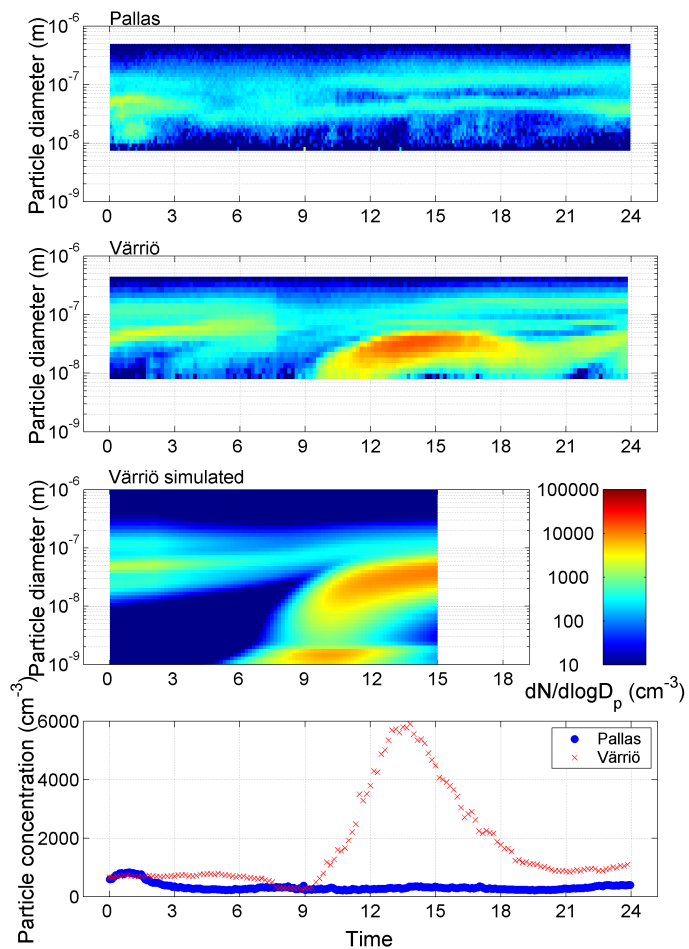 Pallas
Particle diameter (m)
10^-6
10^-7
10^-8
10^-9
0 3 6 9 12 15 18 21 24
Värriö
Particle diameter (m)
10^-6
10^-7
10^-8
10^-9
0 3 6 9 12 15 18 21 24
Värriö simulated
Particle diameter (m)
10^-6
10^-7
10^-8
10^-9
0 3 6 9 12 15 18
100000
10000
1000
100
10
dN/dlogD_p (cm^-3)
Particle concentration (cm^-3)
6000
4000
2000
0
Pallas
Värriö
0 3 6 9 12 15 18 21 24
Time